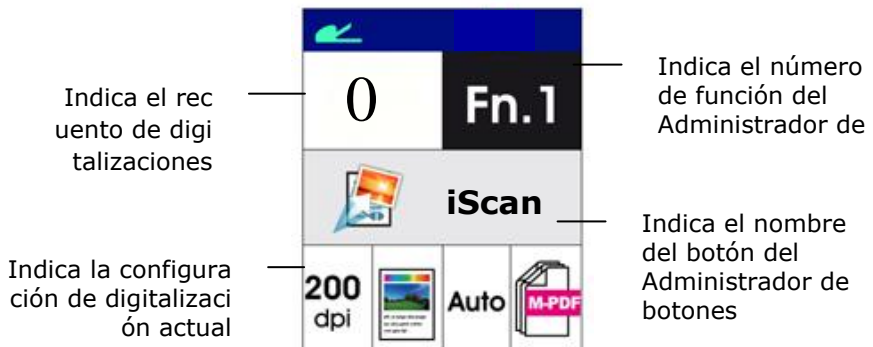 Indica el rec
uento de digi
talizaciones
0
Fn.1
Indica el número
de función del
Administrador de
iScan
Indica el nombre
del botón del
Administrador de
botones
Indica la configura
ción de digitalizaci
ón actual
200
dpi
Auto
M-PDF